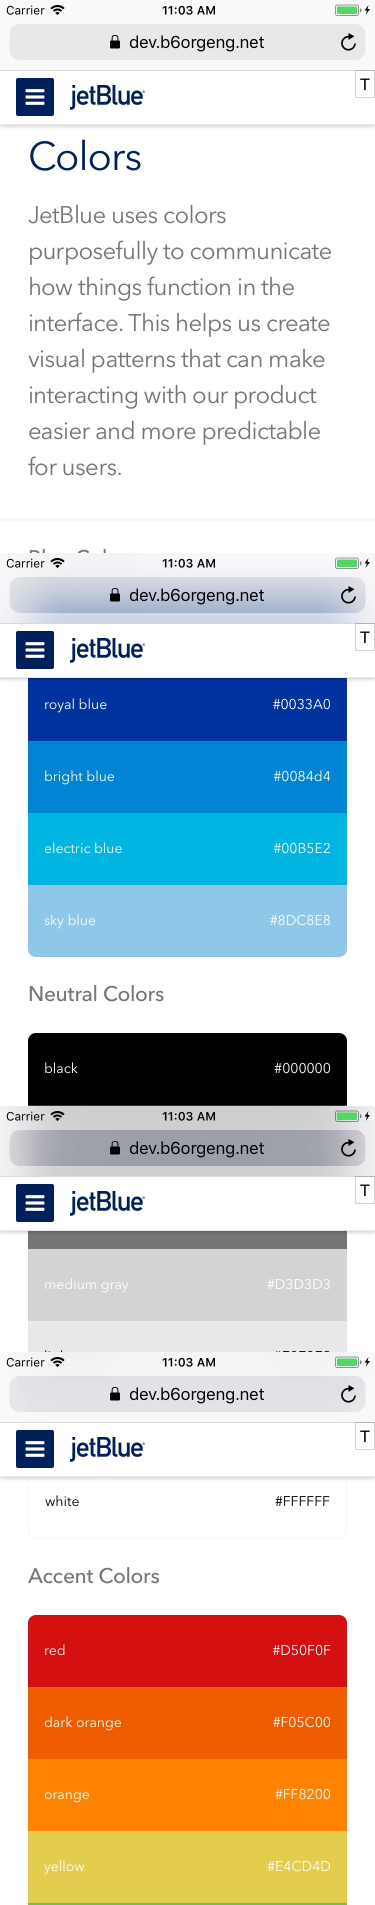 Carrier 11:03 AM
dev.b6orgeng.net
jetBlue
T
Colors
JetBlue uses colors
purposefully to communicate
how things function in the
interface. This helps us create
visual patterns that can make
interacting with our product
easier and more predictable
for users.
Carrier 11:03 AM
dev.b6orgeng.net
jetBlue
T
royal blue #0033A0
bright blue #0084d4
electric blue #00B5E2
sky blue #8DC8E8
Neutral Colors
black #000000
Carrier 11:03 AM
dev.b6orgeng.net
jetBlue
T
medium gray #D3D3D3
Carrier 11:03 AM
dev.b6orgeng.net
jetBlue
T
white #FFFFFF
Accent Colors
red #D50F0F
dark orange #F05C00
orange #FF8200
yellow #E4CD4D